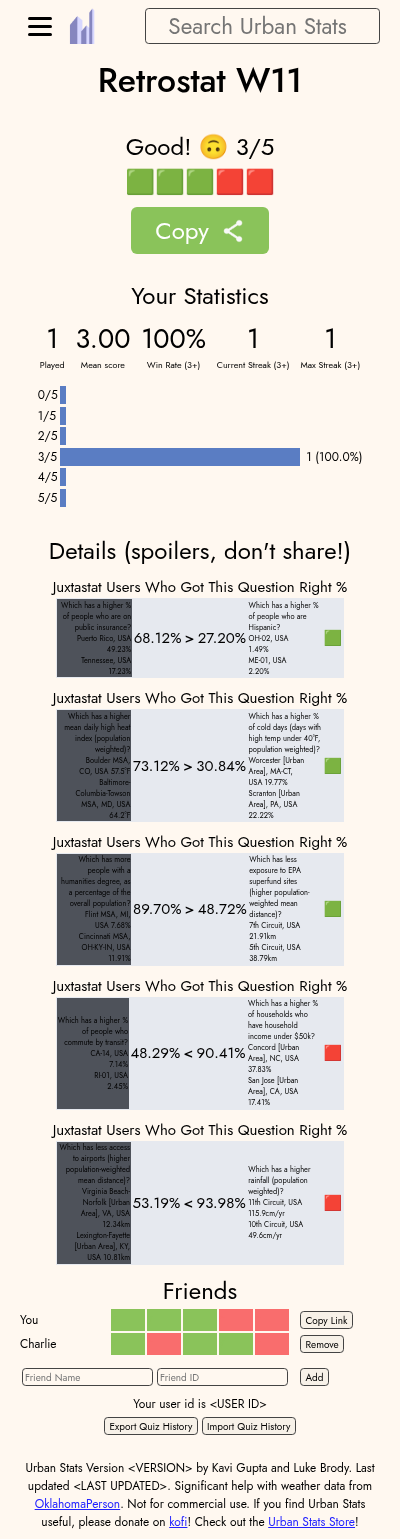 Search Urban Stats
Retrostat W11
Good! 🙃 3/5
🟩🟩🟩🟥🟥
Copy
Your Statistics
1 3.00 100% 1 1
Played Mean score Win Rate (3+) Current Streak (3+) Max Streak (3+)
0/5
1/5
2/5
3/5 1 (100.0%)
4/5
5/5
Details (spoilers, don't share!)
Juxtastat Users Who Got This Question Right %
Which has a higher %
of people who are on
public insurance?
Puerto Rico, USA
49.23%
Tennessee, USA
17.23%
68.12% > 27.20%
Which has a higher %
of people who are
Hispanic?
OH-02, USA
1.49%
ME-01, USA
2.20%
🟩
Juxtastat Users Who Got This Question Right %
Which has a higher
mean daily high heat
index (population
weighted)?
Boulder MSA,
CO, USA 57.5°F
Baltimore-
Columbia-Towson
MSA, MD, USA
64.2°F
73.12% > 30.84%
Which has a higher %
of cold days (days with
high temp under 40°F,
population weighted)?
Worcester [Urban
Area], MA-CT,
USA 19.77%
Scranton [Urban
Area], PA, USA
22.22%
🟩
Juxtastat Users Who Got This Question Right %
Which has more
people with a
humanities degree, as
a percentage of the
overall population?
Flint MSA, MI,
USA 7.68%
Cincinnati MSA,
OH-KY-IN, USA
11.91%
89.70% > 48.72%
Which has less
exposure to EPA
superfund sites
(higher population-
weighted mean
distance)?
7th Circuit, USA
21.91km
5th Circuit, USA
38.79km
🟩
Juxtastat Users Who Got This Question Right %
Which has a higher %
of people who
commute by transit?
CA-14, USA
7.14%
RI-01, USA
2.45%
48.29% < 90.41%
Which has a higher %
of households who
have household
income under $50k?
Concord [Urban
Area], NC, USA
37.83%
San Jose [Urban
Area], CA, USA
17.41%
🟥
Juxtastat Users Who Got This Question Right %
Which has less access
to airports (higher
population-weighted
mean distance)?
Virginia Beach-
Norfolk [Urban
Area], VA, USA
12.34km
Lexington-Fayette
[Urban Area], KY,
USA 10.81km
53.19% < 93.98%
Which has a higher
rainfall (population
weighted)?
11th Circuit, USA
115.9cm/yr
10th Circuit, USA
49.6cm/yr
🟥
Friends
You Copy Link
Charlie Remove
Friend Name Friend ID Add
Your user id is <USER ID>
Export Quiz History Import Quiz History
Urban Stats Version <VERSION> by Kavi Gupta and Luke Brody. Last
updated <LAST UPDATED>. Significant help with weather data from
OklahomaPerson. Not for commercial use. If you find Urban Stats
useful, please donate on kofi! Check out the Urban Stats Store!